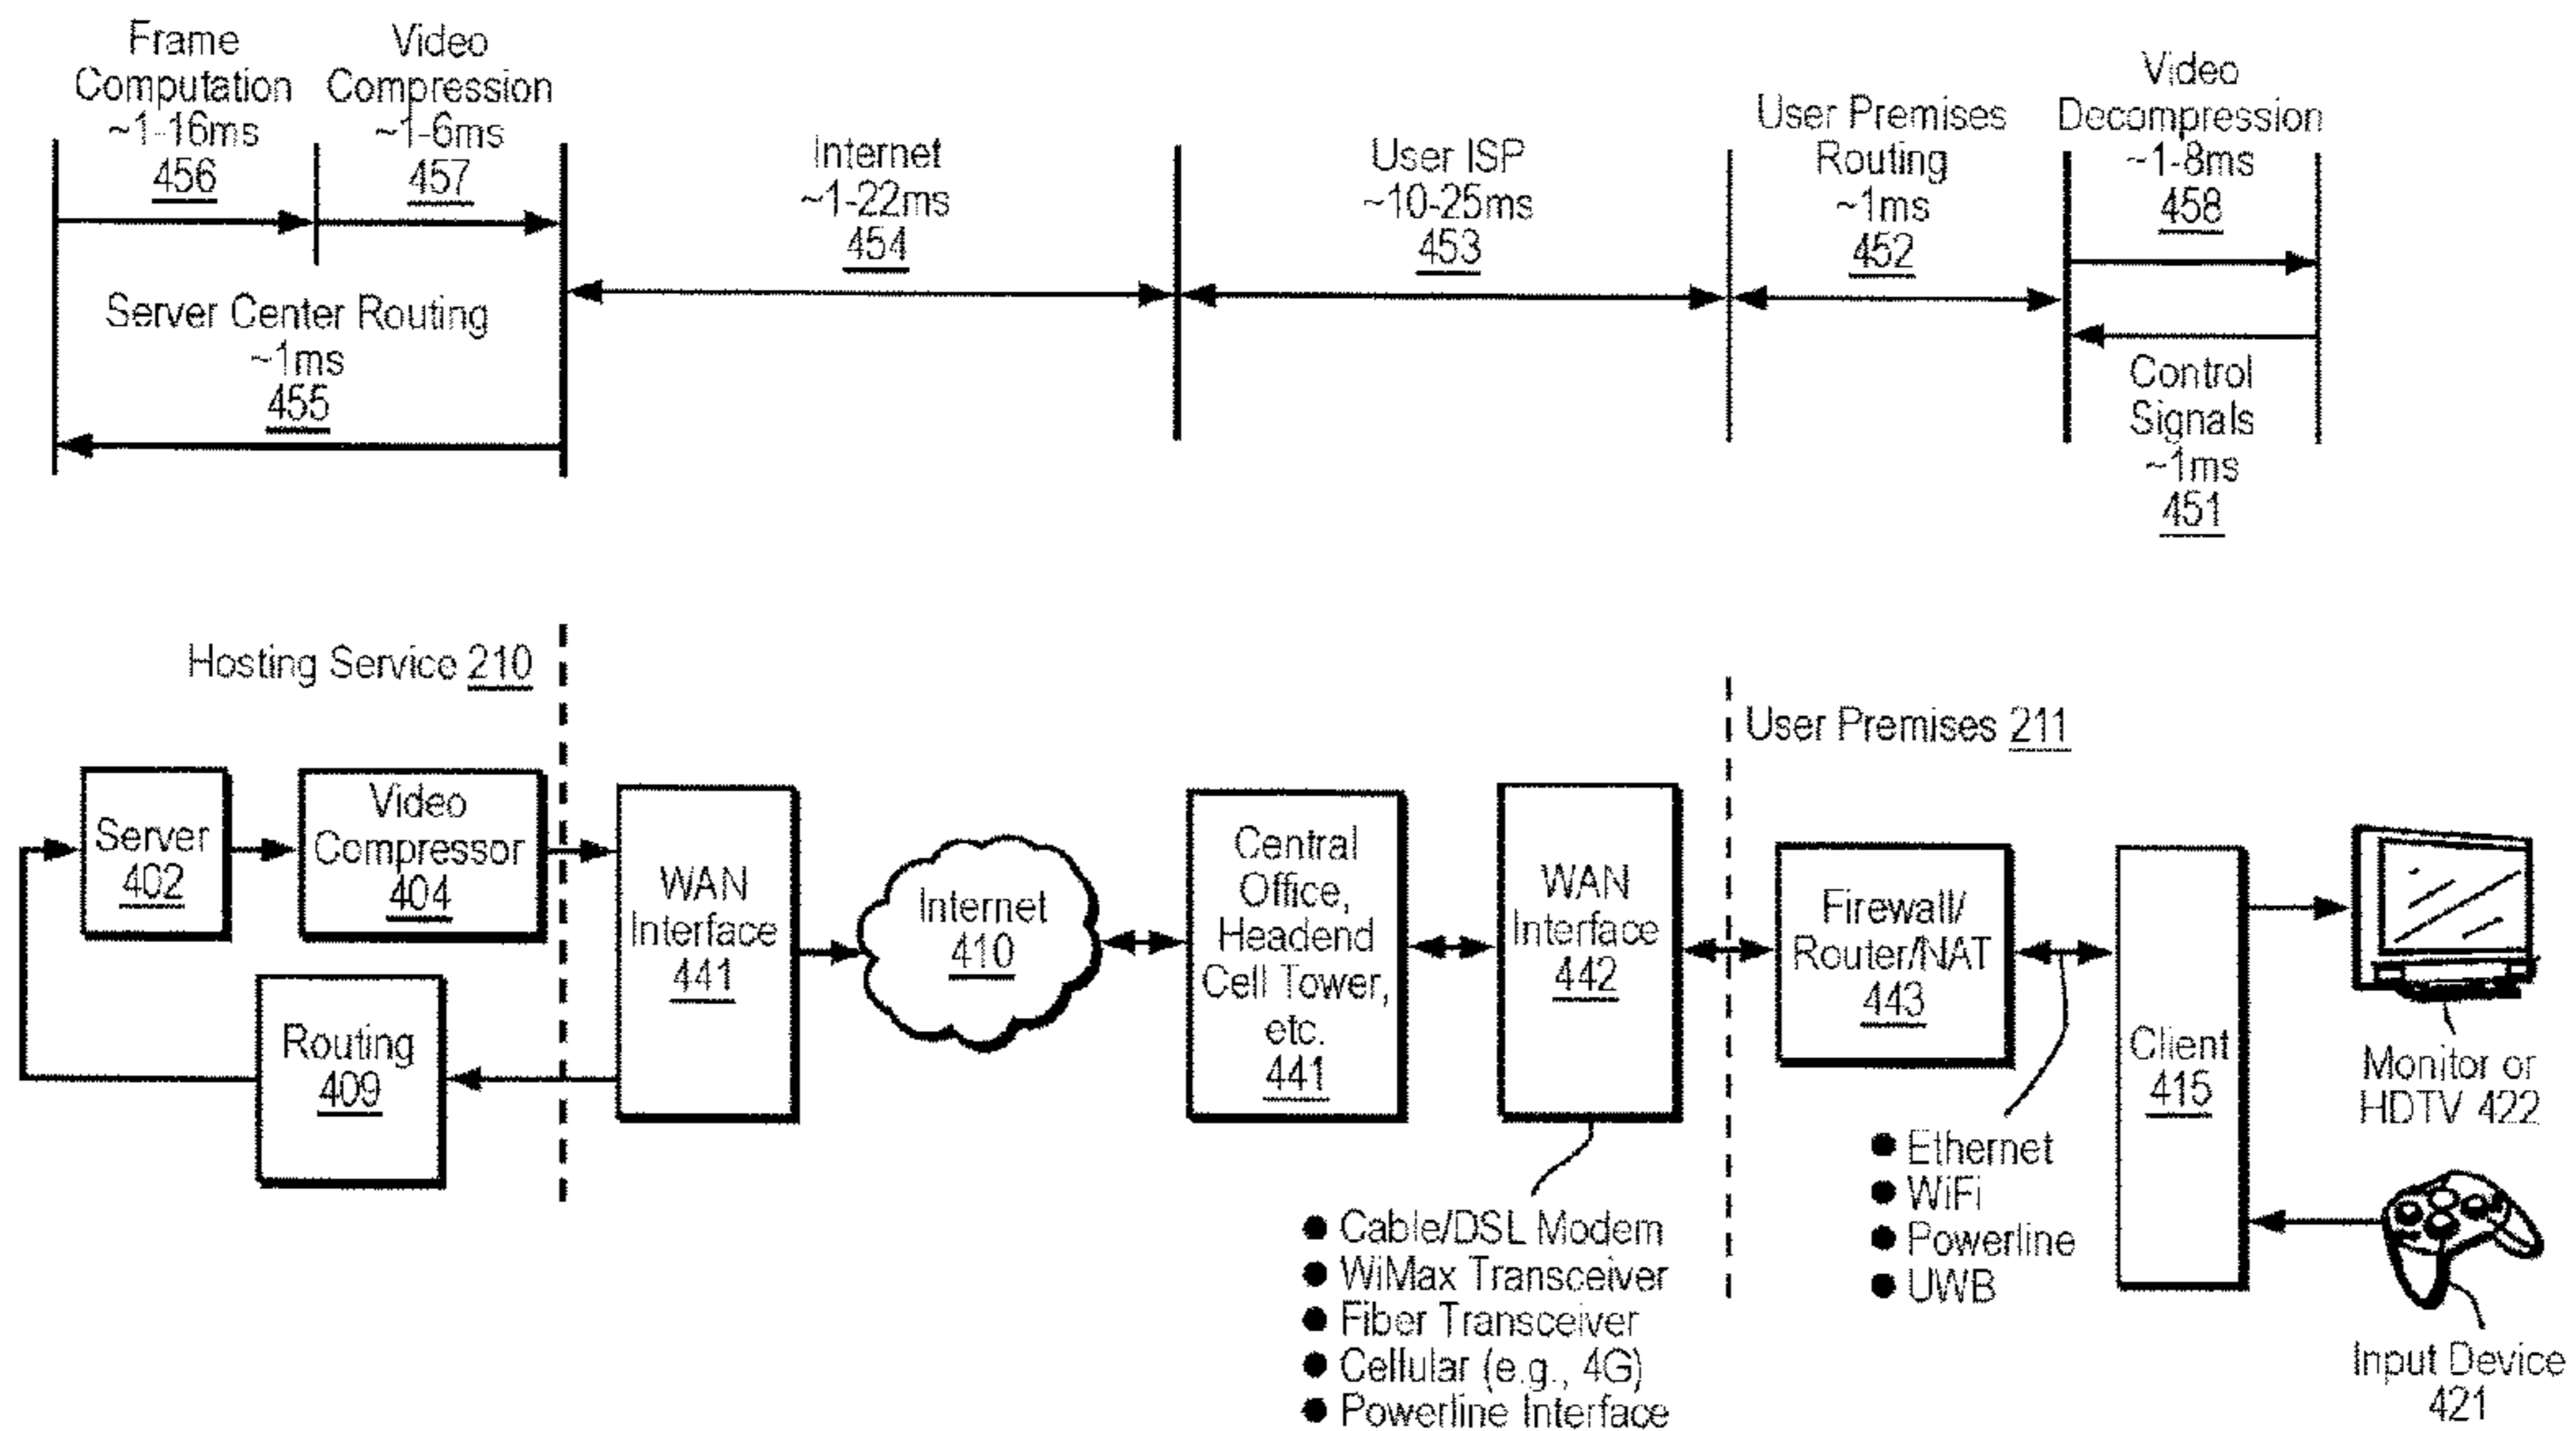 Frame
Computation
~1-16ms
456
Video
Compression
~1-6ms
457
Internet
~1-22ms
454
User ISP
~10-25ms
453
User Premises
Routing
~1ms
452
Video
Decompression
~1-8ms
458
Server Center Routing
~1ms
455
Control
Signals
~1ms
451
Hosting Service 210
User Premises 211
Server
402
Video
Compressor
404
Routing
409
WAN
Interface
441
Internet
410
Central
Office,
Headend
Cell Tower,
etc.
441
WAN
Interface
442
● Cable/DSL Modem
● WiMax Transceiver
● Fiber Transceiver
● Cellular (e.g., 4G)
● Powerline Interface
Firewall/
Router/NAT
443
● Ethernet
● WiFi
● Powerline
● UWB
Client
415
Monitor or
HDTV 422
Input Device
421